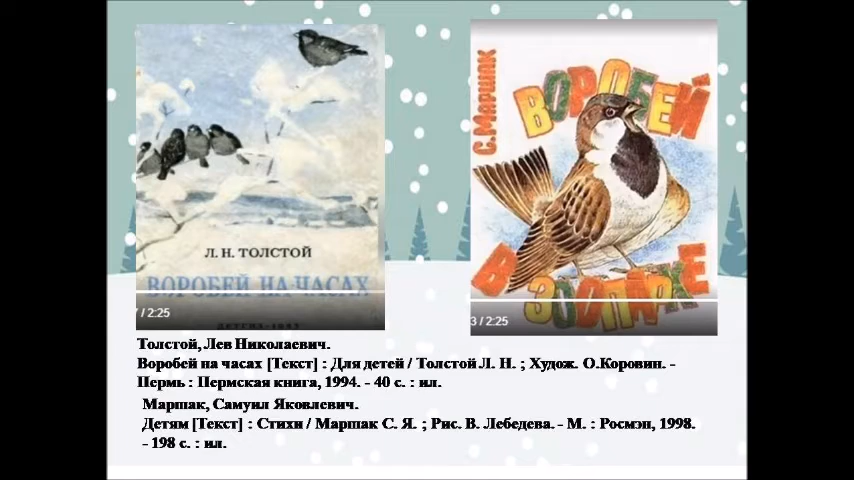 Л. Н. ТОЛСТОЙ
ВОРОБЕЙ НА ЧАСАХ
/ 2:25
С. МАРШАК
ВОРОБЕЙ
В ЗООПАРКЕ
3 / 2:25
Толстой, Лев Николаевич.
Воробей на часах [Текст] : Для детей / Толстой Л. Н. ; Худож. О.Коровин. -
Пермь : Пермская книга, 1994. - 40 с. : ил.
Маршак, Самуил Яковлевич.
Детям [Текст] : Стихи / Маршак С. Я. ; Рис. В. Лебедева. - М. : Росмэн, 1998.
- 198 с. : ил.